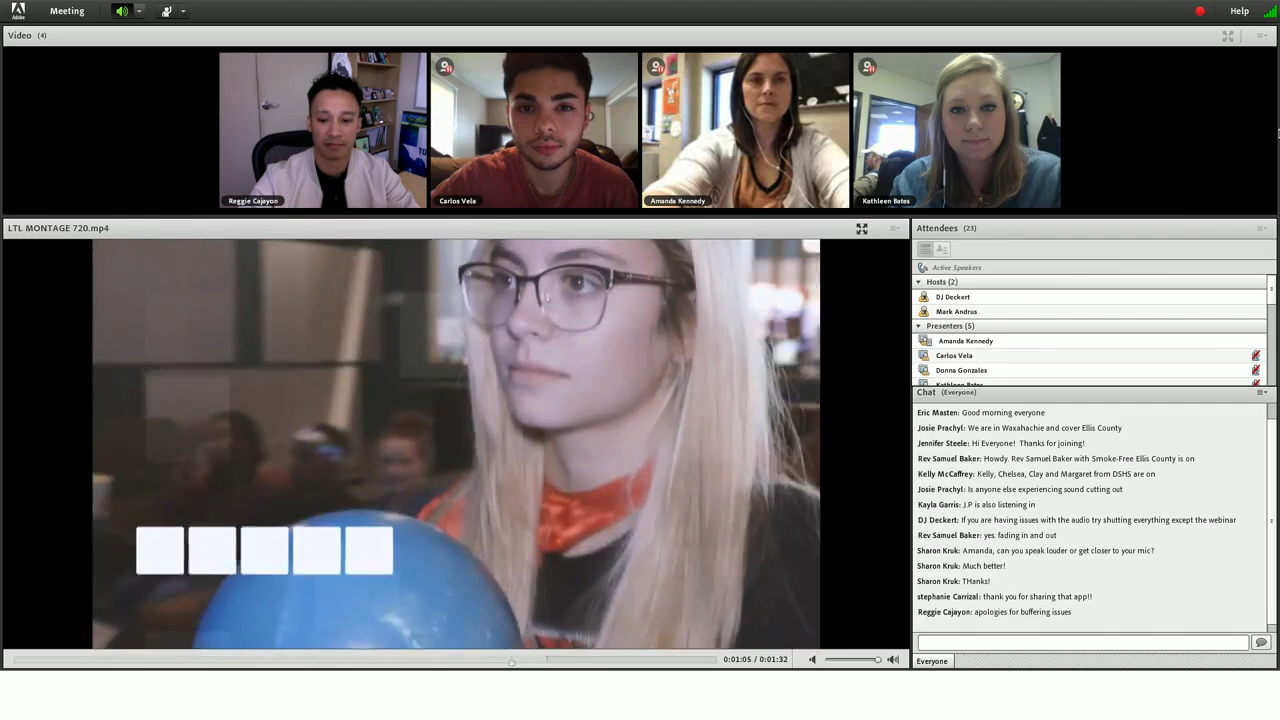 Adobe
Meeting
Help
Video (4)
Reggie Cajayon
Carlos Vela
Amanda Kennedy
Kathleen Bates
LTL MONTAGE 720.mp4
0:01:05 / 0:01:32
Attendees (23)
Active Speakers
Hosts (2)
DJ Deckert
Mark Andrus
Presenters (5)
Amanda Kennedy
Carlos Vela
Donna Gonzales
Kathleen Bates
Chat (Everyone)
Eric Masten: Good morning everyone
Josie Prachyl: We are in Waxahachie and cover Ellis County
Jennifer Steele: Hi Everyone! Thanks for joining!
Rev Samuel Baker: Howdy. Rev Samuel Baker with Smoke-Free Ellis County is on
Kelly McCaffrey: Kelly, Chelsea, Clay and Margaret from DSHS are on
Josie Prachyl: Is anyone else experiencing sound cutting out
Kayla Garris: J.P is also listening in
DJ Deckert: If you are having issues with the audio try shutting everything except the webinar
Rev Samuel Baker: yes. fading in and out
Sharon Kruk: Amanda, can you speak louder or get closer to your mic?
Sharon Kruk: Much better!
Sharon Kruk: THanks!
stephanie Carrizal: thank you for sharing that app!!
Reggie Cajayon: apologies for buffering issues
Everyone